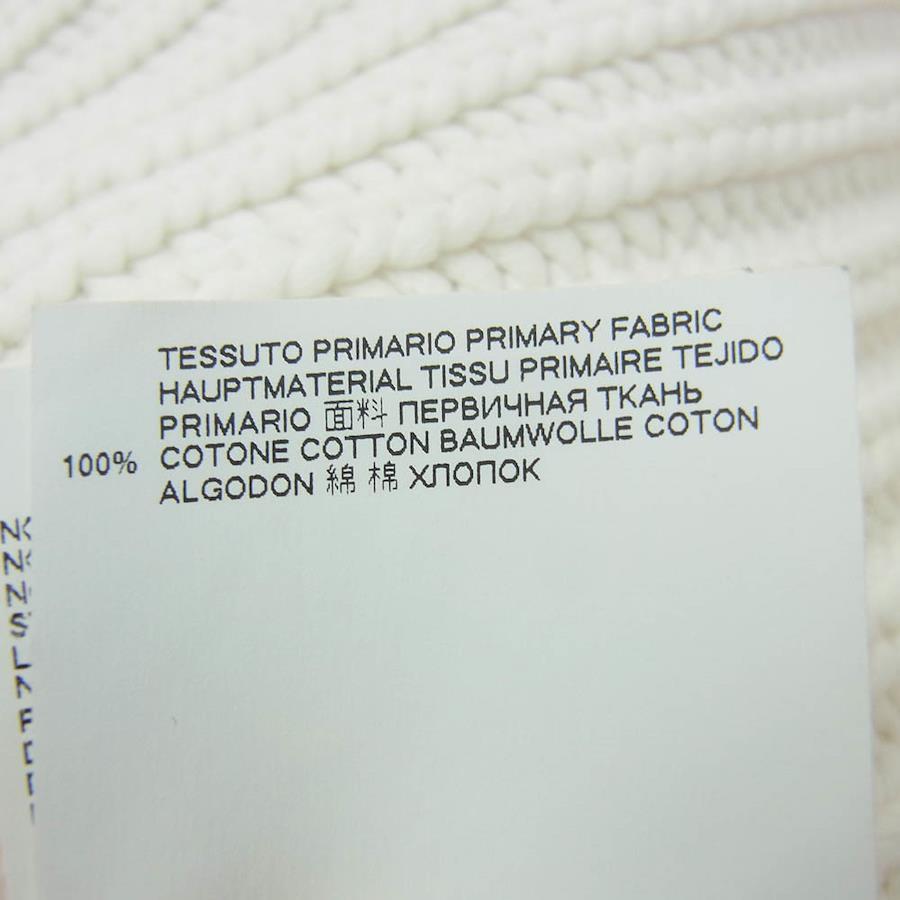 TESSUTO PRIMARIO PRIMARY FABRIC
HAUPTMATERIAL TISSU PRIMAIRE TEJIDO
PRIMARIO 面料 ПЕРВИЧНАЯ ТКАНЬ
100% COTONE COTTON BAUMWOLLE COTON
ALGODON 綿 棉 ХЛОПОК